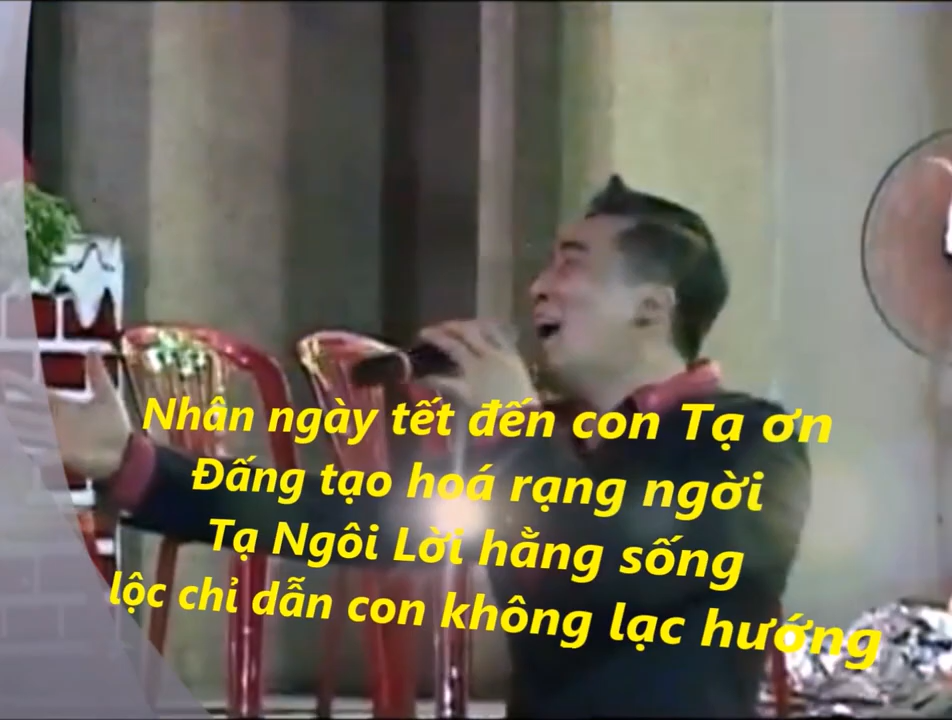 Nhân ngày tết đến con Tạ ơn
Đấng tạo hoá rạng ngời
Tạ Ngôi Lời hằng sống
lộc chỉ dẫn con không lạc hướng